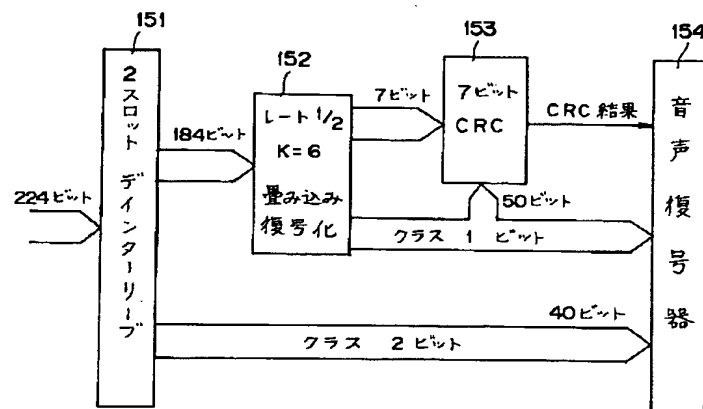 151
2スロット デインターリーブ
224ビット
184ビット
152
レート 1/2
K=6
畳み込み
復号化
7ビット
153
7ビット
CRC
CRC 結果
50ビット
クラス 1 ビット
40ビット
クラス 2 ビット
154
音声復号器